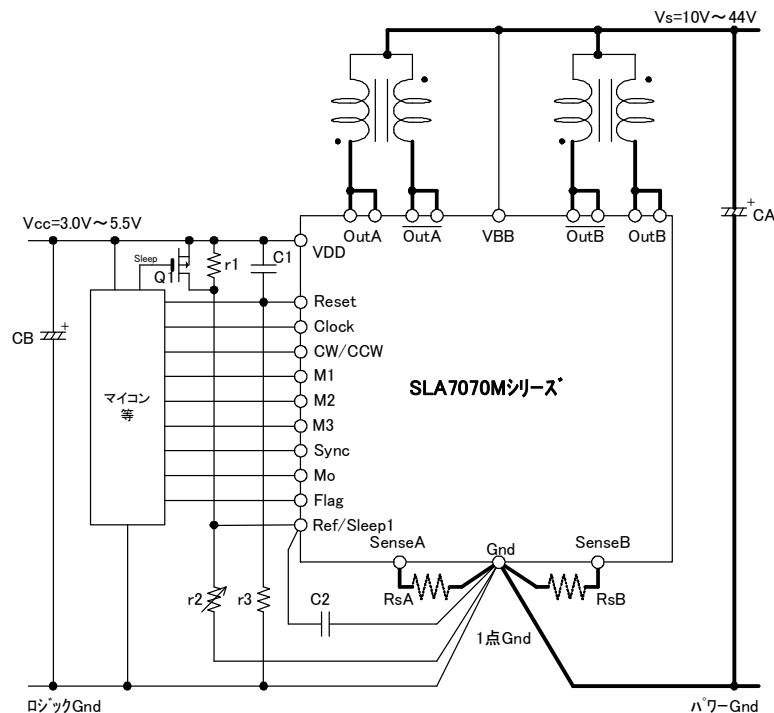 Vs=10V～44V
CA
+
OutA
OutA
VBB
OutB
OutB
Vcc=3.0V～5.5V
VDD
Sleep
Q1
r1
C1
CB
+
マイコン
等
Reset
Clock
CW/CCW
M1
M2
M3
Sync
Mo
Flag
Ref/Sleep1
SLA7070Mシリーズ
SenseA
Gnd
SenseB
RsA
RsB
r2
r3
C2
1点Gnd
ロジックGnd
パワーGnd